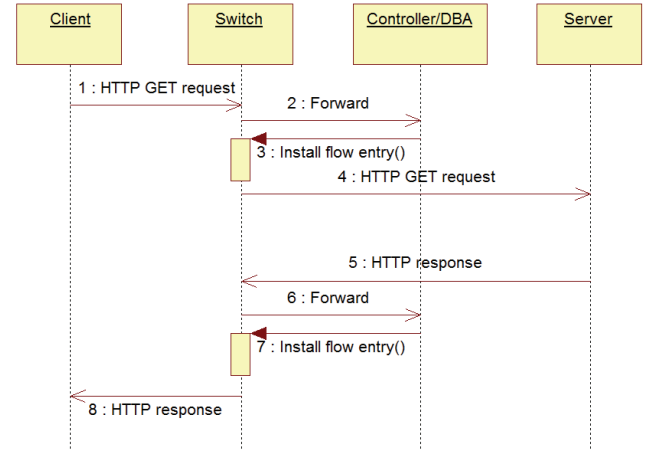 Client
Switch
Controller/DBA
Server
1 : HTTP GET request
2 : Forward
3 : Install flow entry()
4 : HTTP GET request
5 : HTTP response
6 : Forward
7 : Install flow entry()
8 : HTTP response